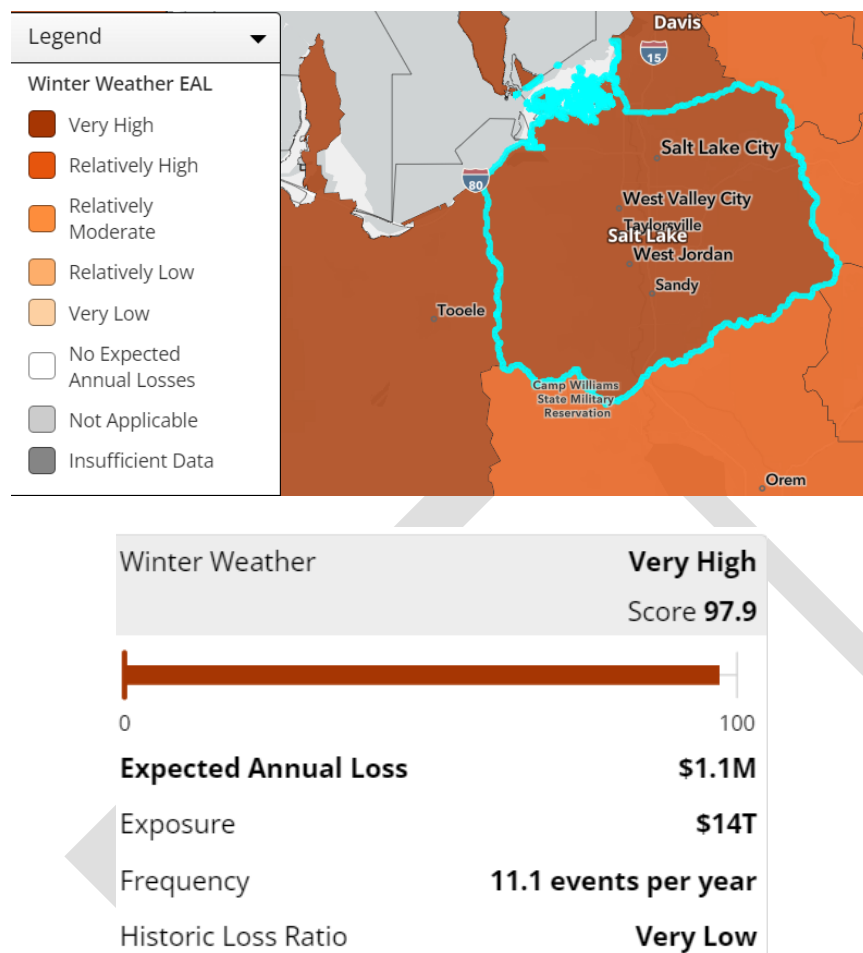 Legend
Winter Weather EAL
Very High
Relatively High
Relatively
Moderate
Relatively Low
Very Low
No Expected
Annual Losses
Not Applicable
Insufficient Data
Davis
15
Salt Lake City
80
West Valley City
Taylorsville
Salt Lake
West Jordan
Sandy
Tooele
Camp Williams
State Military
Reservation
Orem
Winter Weather Very High
Score 97.9
0 100
Expected Annual Loss $1.1M
Exposure $14T
Frequency 11.1 events per year
Historic Loss Ratio Very Low